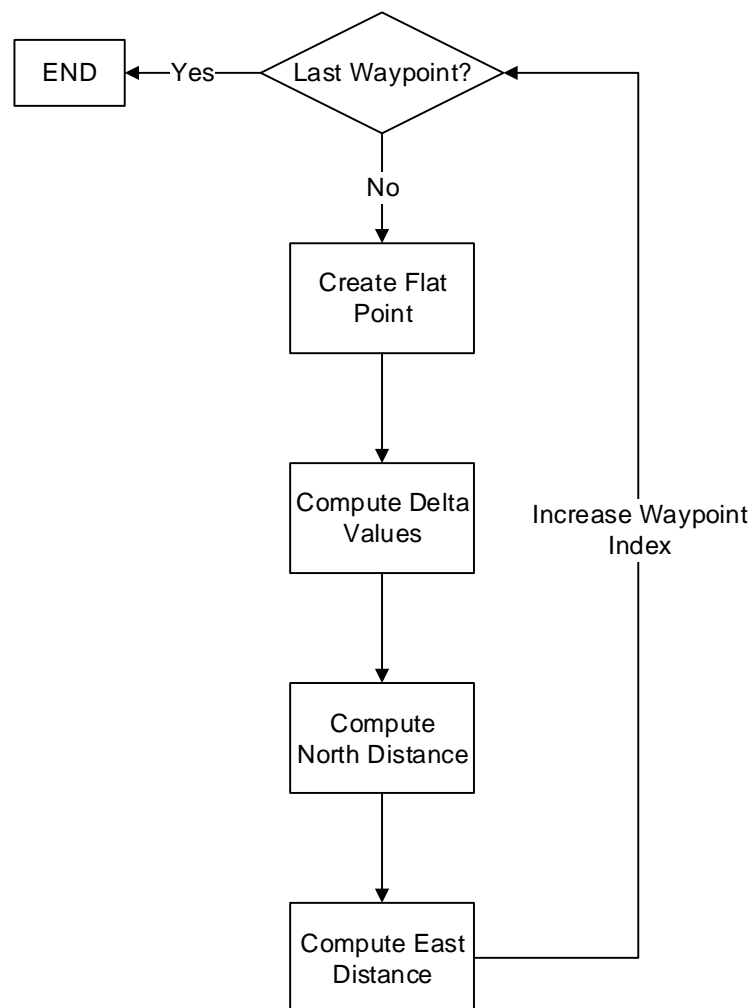 END
Yes
Last Waypoint?
No
Create Flat
Point
Compute Delta
Values
Increase Waypoint
Index
Compute
North Distance
Compute East
Distance